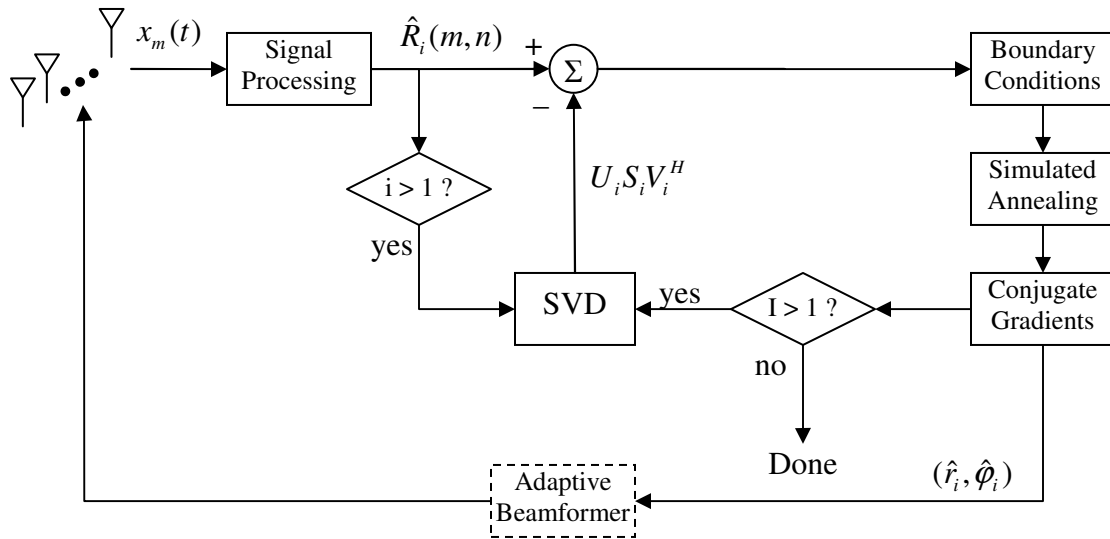 x_m(t)
Signal
Processing
R̂_i(m,n)
+
Σ
−
Boundary
Conditions
i > 1 ?
U_i S_i V_i^H
Simulated
Annealing
yes
SVD
yes
I > 1 ?
Conjugate
Gradients
no
Done
(r̂_i, φ̂_i)
Adaptive
Beamformer